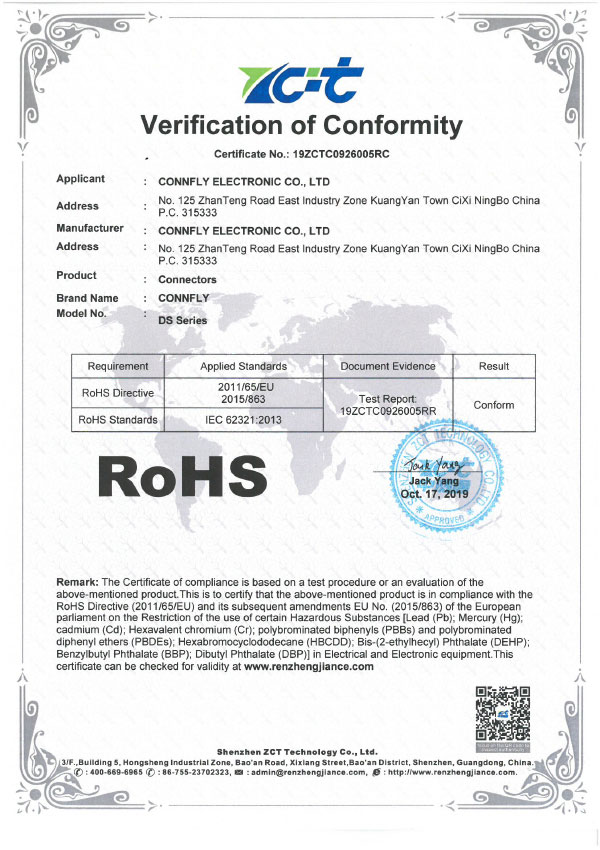 ZCT
Verification of Conformity
Certificate No.: 19ZCTC0926005RC
Applicant : CONNFLY ELECTRONIC CO., LTD
Address : No. 125 ZhanTeng Road East Industry Zone KuangYan Town CiXi NingBo China
P.C. 315333
Manufacturer : CONNFLY ELECTRONIC CO., LTD
Address : No. 125 ZhanTeng Road East Industry Zone KuangYan Town CiXi NingBo China
P.C. 315333
Product : Connectors
Brand Name : CONNFLY
Model No. : DS Series
Requirement Applied Standards Document Evidence Result
RoHS Directive 2011/65/EU
2015/863
Test Report:
19ZCTC0926005RR
Conform
RoHS Standards IEC 62321:2013
RoHS
Jack Yang
Jack Yang
Oct. 17, 2019
APPROVED
Remark: The Certificate of compliance is based on a test procedure or an evaluation of the
above-mentioned product.This is to certify that the above-mentioned product is in compliance with the
RoHS Directive (2011/65/EU) and its subsequent amendments EU No. (2015/863) of the European
parliament on the Restriction of the use of certain Hazardous Substances [Lead (Pb); Mercury (Hg);
cadmium (Cd); Hexavalent chromium (Cr); polybrominated biphenyls (PBBs) and polybrominated
diphenyl ethers (PBDEs); Hexabromocyclododecane (HBCDD); Bis-(2-ethylhecyl) Phthalate (DEHP);
Benzylbutyl Phthalate (BBP); Dibutyl Phthalate (DBP)] in Electrical and Electronic equipment.This
certificate can be checked for validity at www.renzhengjiance.com
Shenzhen ZCT Technology Co., Ltd.
3/F.,Building 5, Hongsheng Industrial Zone, Bao'an Road, Xixiang Street,Bao'an District, Shenzhen, Guangdong, China.
: 400-669-6965 : 86-755-23702323, : admin@renzhengjiance.com, : http://www.renzhengjiance.com.